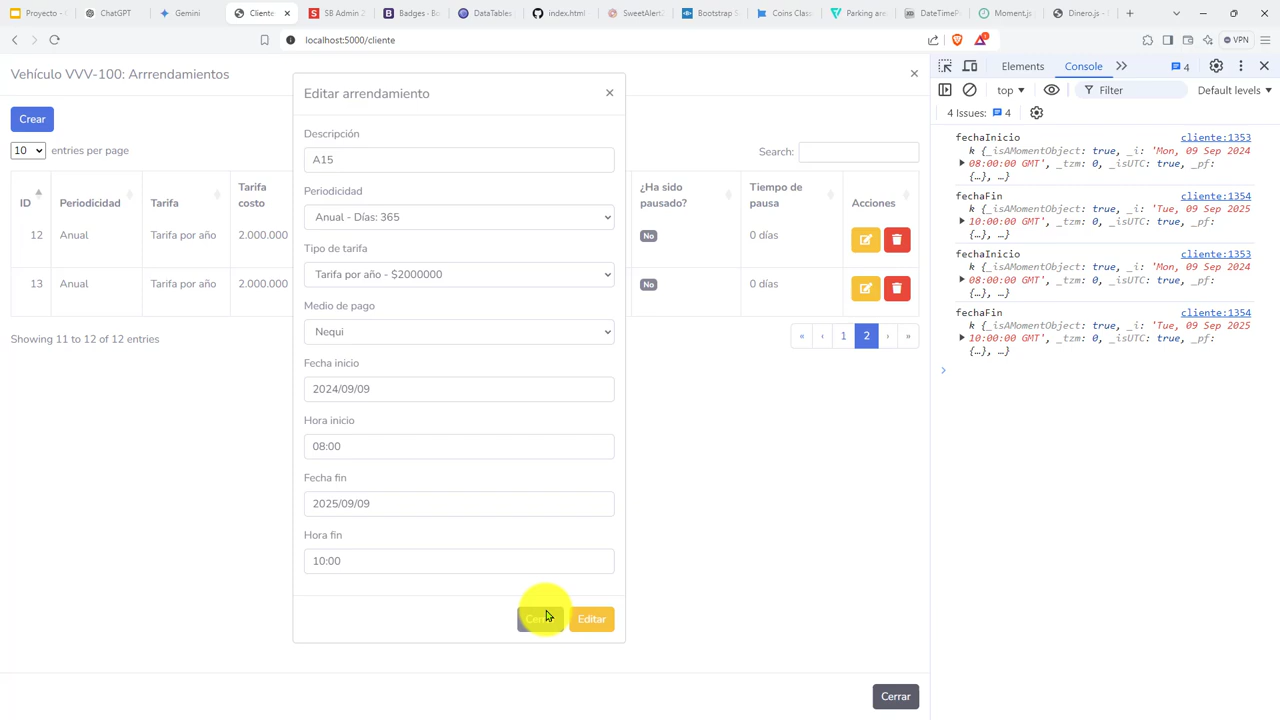 Proyecto - G
ChatGPT
Gemini
Cliente
SB Admin 2
Badges - Bo
DataTables
index.html
SweetAlert2
Bootstrap S
Coins Class
Parking are
DateTimePi
Moment.js
Dinero.js - 
localhost:5000/cliente
VPN
Vehículo VVV-100: Arrrendamientos
Crear
10 entries per page
Search:
ID
Periodicidad
Tarifa
Tarifa costo
¿Ha sido pausado?
Tiempo de pausa
Acciones
12 Anual Tarifa por año 2.000.000 No 0 días
13 Anual Tarifa por año 2.000.000 No 0 días
Showing 11 to 12 of 12 entries
« ‹ 1 2 › »
Editar arrendamiento
Descripción
A15
Periodicidad
Anual - Días: 365
Tipo de tarifa
Tarifa por año - $2000000
Medio de pago
Nequi
Fecha inicio
2024/09/09
Hora inicio
08:00
Fecha fin
2025/09/09
Hora fin
10:00
Cerrar Editar
Cerrar
Elements Console 4
top Filter Default levels
4 Issues: 4
fechaInicio cliente:1353
k {_isAMomentObject: true, _i: 'Mon, 09 Sep 2024
08:00:00 GMT', _tzm: 0, _isUTC: true, _pf:
{…}, …}
fechaFin cliente:1354
k {_isAMomentObject: true, _i: 'Tue, 09 Sep 2025
10:00:00 GMT', _tzm: 0, _isUTC: true, _pf:
{…}, …}
fechaInicio cliente:1353
k {_isAMomentObject: true, _i: 'Mon, 09 Sep 2024
08:00:00 GMT', _tzm: 0, _isUTC: true, _pf:
{…}, …}
fechaFin cliente:1354
k {_isAMomentObject: true, _i: 'Tue, 09 Sep 2025
10:00:00 GMT', _tzm: 0, _isUTC: true, _pf:
{…}, …}